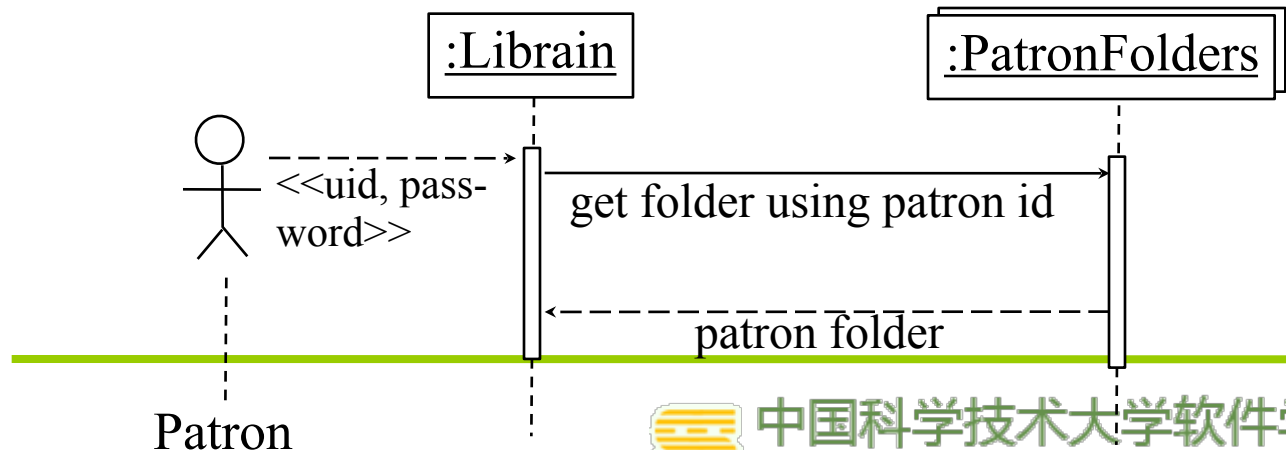 :Librain
:PatronFolders
<<uid, pass-
word>>
get folder using patron id
patron folder
Patron
中国科学技术大学软件学